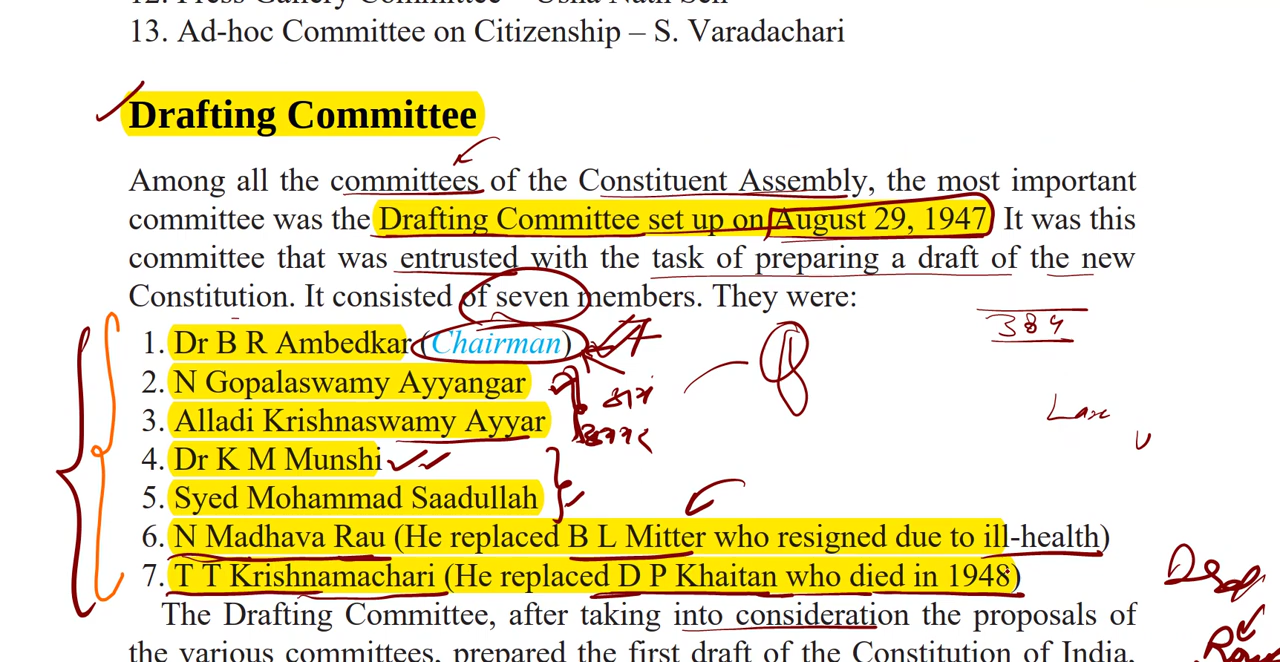 13. Ad-hoc Committee on Citizenship – S. Varadachari
Drafting Committee
Among all the committees of the Constituent Assembly, the most important
committee was the Drafting Committee set up on August 29, 1947. It was this
committee that was entrusted with the task of preparing a draft of the new
Constitution. It consisted of seven members. They were:
384
1. Dr B R Ambedkar (Chairman)
2. N Gopalaswamy Ayyangar
3. Alladi Krishnaswamy Ayyar
4. Dr K M Munshi
5. Syed Mohammad Saadullah
6. N Madhava Rau (He replaced B L Mitter who resigned due to ill-health)
7. T T Krishnamachari (He replaced D P Khaitan who died in 1948)
The Drafting Committee, after taking into consideration the proposals of
the various committees, prepared the first draft of the Constitution of India.